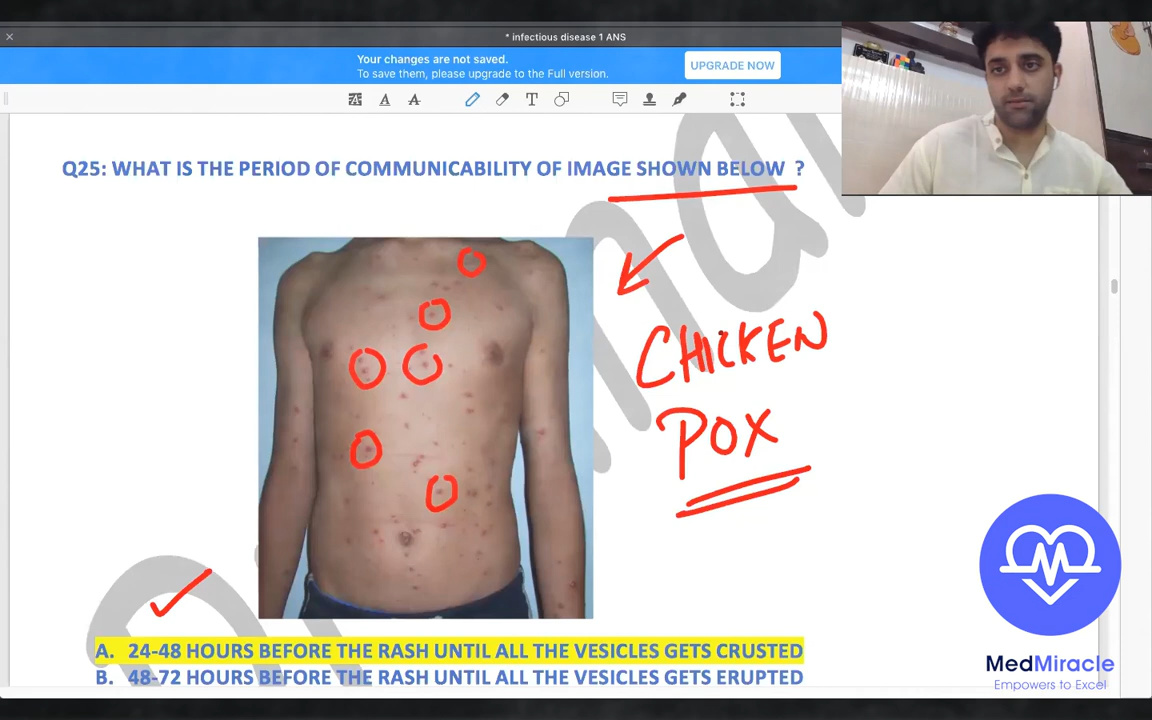 * infectious disease 1 ANS
Your changes are not saved.
To save them, please upgrade to the Full version.
UPGRADE NOW
Q25: WHAT IS THE PERIOD OF COMMUNICABILITY OF IMAGE SHOWN BELOW ?
CHICKEN
POX
A. 24-48 HOURS BEFORE THE RASH UNTIL ALL THE VESICLES GETS CRUSTED
B. 48-72 HOURS BEFORE THE RASH UNTIL ALL THE VESICLES GETS ERUPTED
MedMiracle
Empowers to Excel